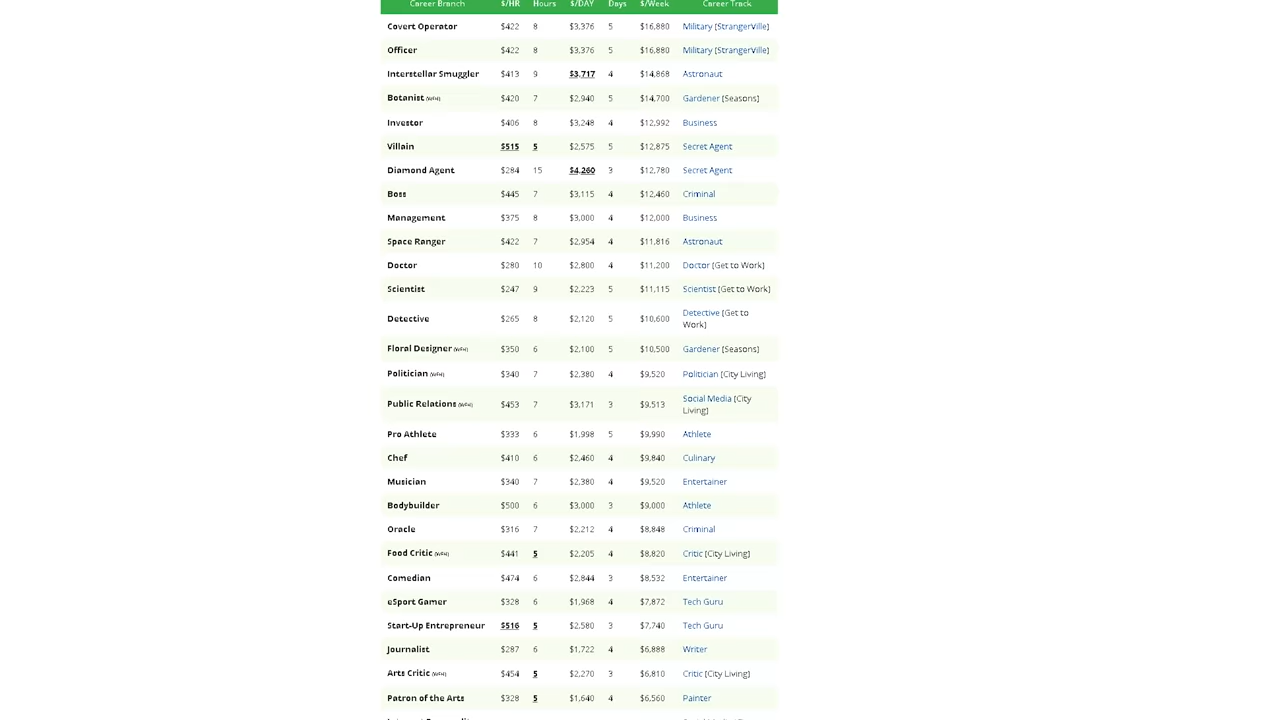 Career Branch $/HR Hours $/DAY Days $/Week Career Track
Covert Operator $422 8 $3,376 5 $16,880 Military [StrangerVille]
Officer $422 8 $3,376 5 $16,880 Military [StrangerVille]
Interstellar Smuggler $413 9 $3,717 4 $14,868 Astronaut
Botanist (WFH) $420 7 $2,940 5 $14,700 Gardener [Seasons]
Investor $406 8 $3,248 4 $12,992 Business
Villain $515 5 $2,575 5 $12,875 Secret Agent
Diamond Agent $284 15 $4,260 3 $12,780 Secret Agent
Boss $445 7 $3,115 4 $12,460 Criminal
Management $375 8 $3,000 4 $12,000 Business
Space Ranger $422 7 $2,954 4 $11,816 Astronaut
Doctor $280 10 $2,800 4 $11,200 Doctor [Get to Work]
Scientist $247 9 $2,223 5 $11,115 Scientist [Get to Work]
Detective $265 8 $2,120 5 $10,600 Detective [Get to
Work]
Floral Designer (WFH) $350 6 $2,100 5 $10,500 Gardener [Seasons]
Politician (WFH) $340 7 $2,380 4 $9,520 Politician [City Living]
Public Relations (WFH) $453 7 $3,171 3 $9,513 Social Media [City
Living]
Pro Athlete $333 6 $1,998 5 $9,990 Athlete
Chef $410 6 $2,460 4 $9,840 Culinary
Musician $340 7 $2,380 4 $9,520 Entertainer
Bodybuilder $500 6 $3,000 3 $9,000 Athlete
Oracle $316 7 $2,212 4 $8,848 Criminal
Food Critic (WFH) $441 5 $2,205 4 $8,820 Critic [City Living]
Comedian $474 6 $2,844 3 $8,532 Entertainer
eSport Gamer $328 6 $1,968 4 $7,872 Tech Guru
Start-Up Entrepreneur $516 5 $2,580 3 $7,740 Tech Guru
Journalist $287 6 $1,722 4 $6,888 Writer
Arts Critic (WFH) $454 5 $2,270 3 $6,810 Critic [City Living]
Patron of the Arts $328 5 $1,640 4 $6,560 Painter